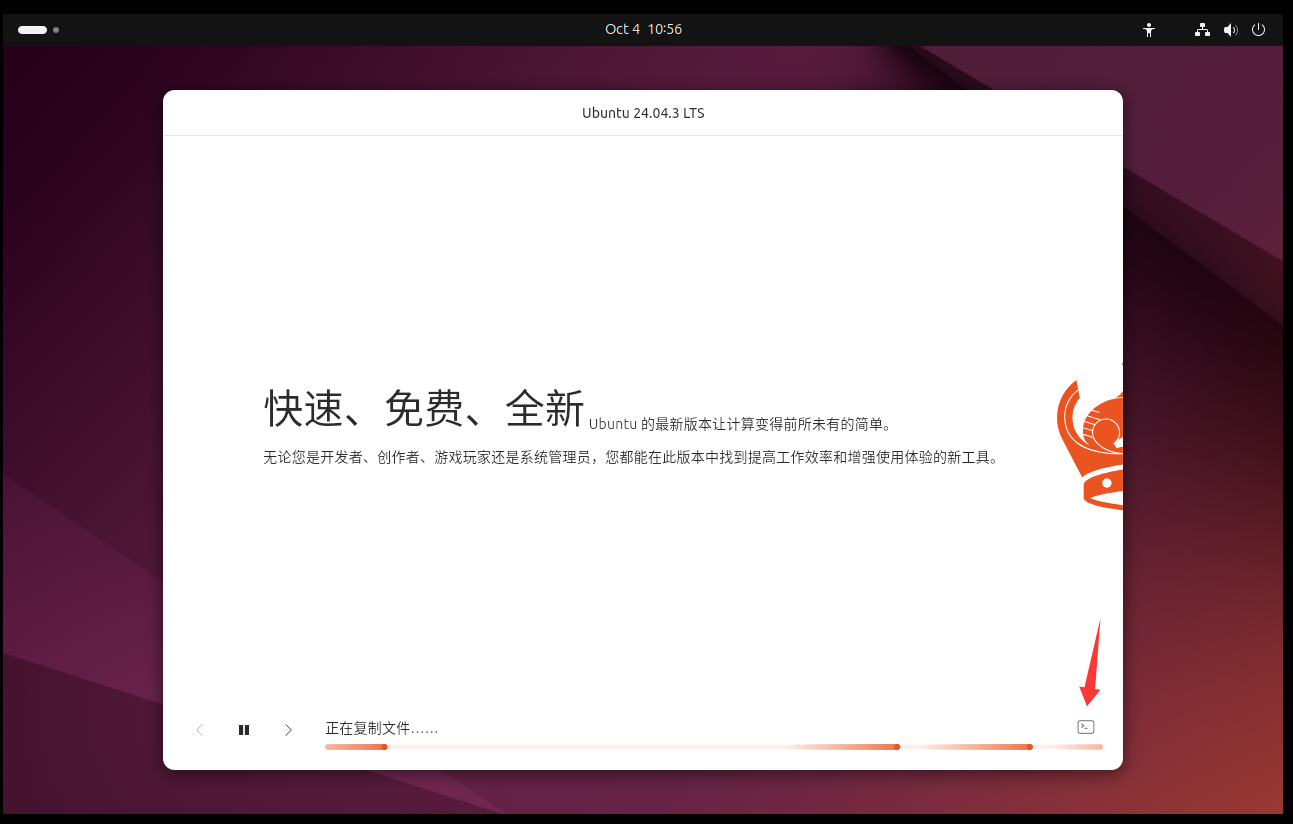 Oct 4 10:56
Ubuntu 24.04.3 LTS
快速、免费、全新 Ubuntu 的最新版本让计算变得前所未有的简单。
无论您是开发者、创作者、游戏玩家还是系统管理员，您都能在此版本中找到提高工作效率和增强使用体验的新工具。
正在复制文件……